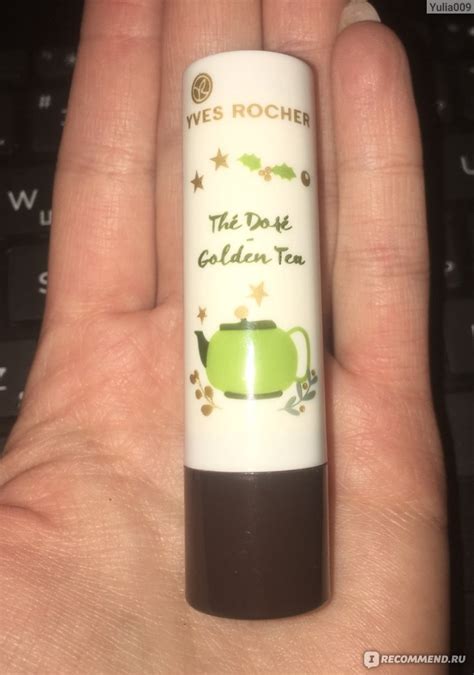 Yulia009
YVES ROCHER
Thé Doré
-
Golden Tea
I RECOMMEND.RU